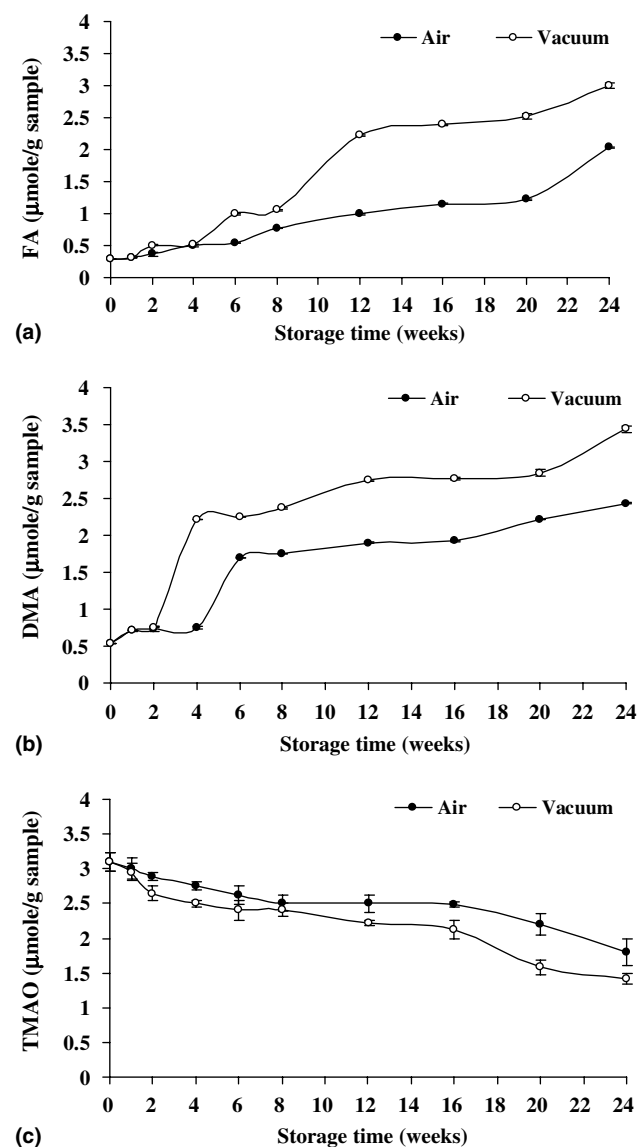 Air Vacuum
4
3.5
3
2.5
2
1.5
1
0.5
0
FA (µmole/g sample)
0 2 4 6 8 10 12 14 16 18 20 22 24
Storage time (weeks)
(a)
Air Vacuum
4
3.5
3
2.5
2
1.5
1
0.5
0
DMA (µmole/g sample)
0 2 4 6 8 10 12 14 16 18 20 22 24
Storage time (weeks)
(b)
Air Vacuum
4
3.5
3
2.5
2
1.5
1
0.5
0
TMAO (µmole/g sample)
0 2 4 6 8 10 12 14 16 18 20 22 24
Storage time (weeks)
(c)